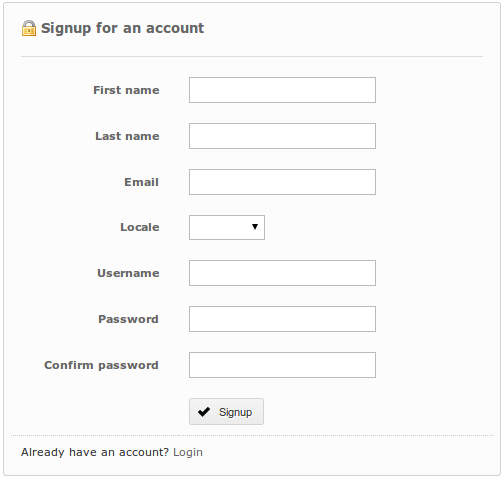 Signup for an account
First name
Last name
Email
Locale
Username
Password
Confirm password
Signup
Already have an account? Login